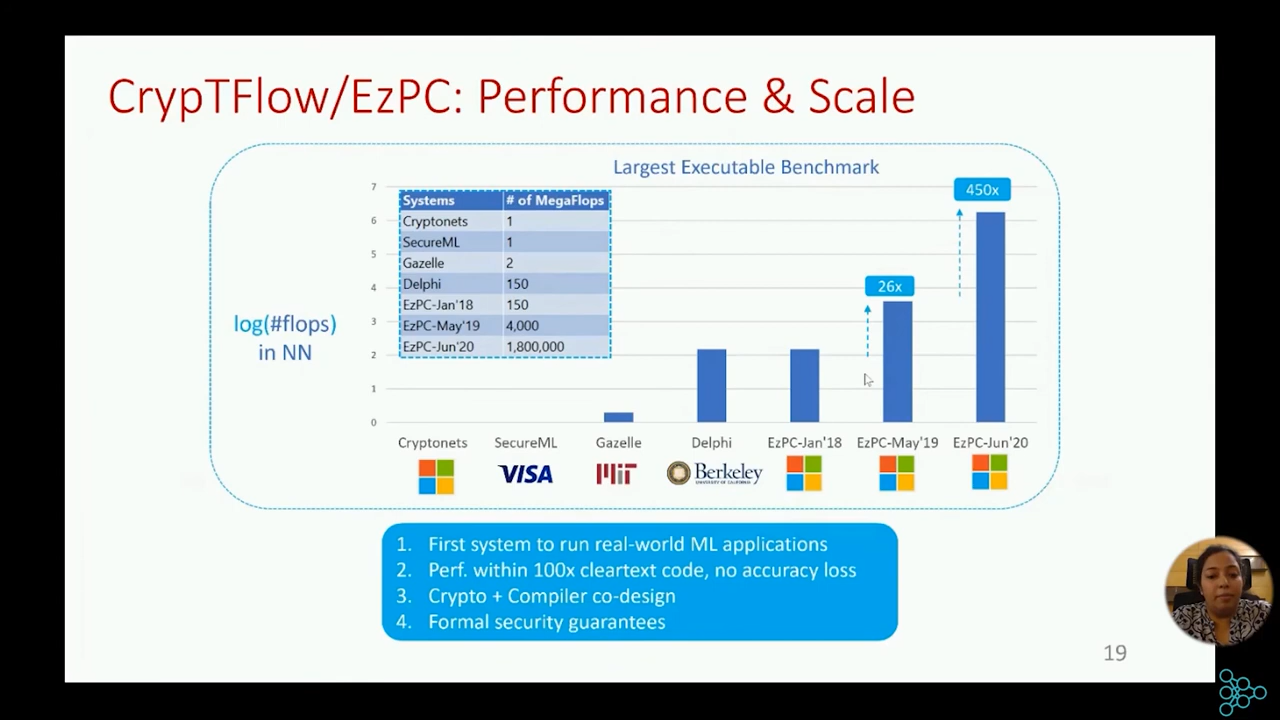 CrypTFlow/EzPC: Performance & Scale
Largest Executable Benchmark
log(#flops)
in NN
7
6
5
4
3
2
1
0
Systems # of MegaFlops
Cryptonets 1
SecureML 1
Gazelle 2
Delphi 150
EzPC-Jan'18 150
EzPC-May'19 4,000
EzPC-Jun'20 1,800,000
26x
450x
Cryptonets SecureML Gazelle Delphi EzPC-Jan'18 EzPC-May'19 EzPC-Jun'20
VISA MIT Berkeley
UNIVERSITY OF CALIFORNIA
1. First system to run real-world ML applications
2. Perf. within 100x cleartext code, no accuracy loss
3. Crypto + Compiler co-design
4. Formal security guarantees
19